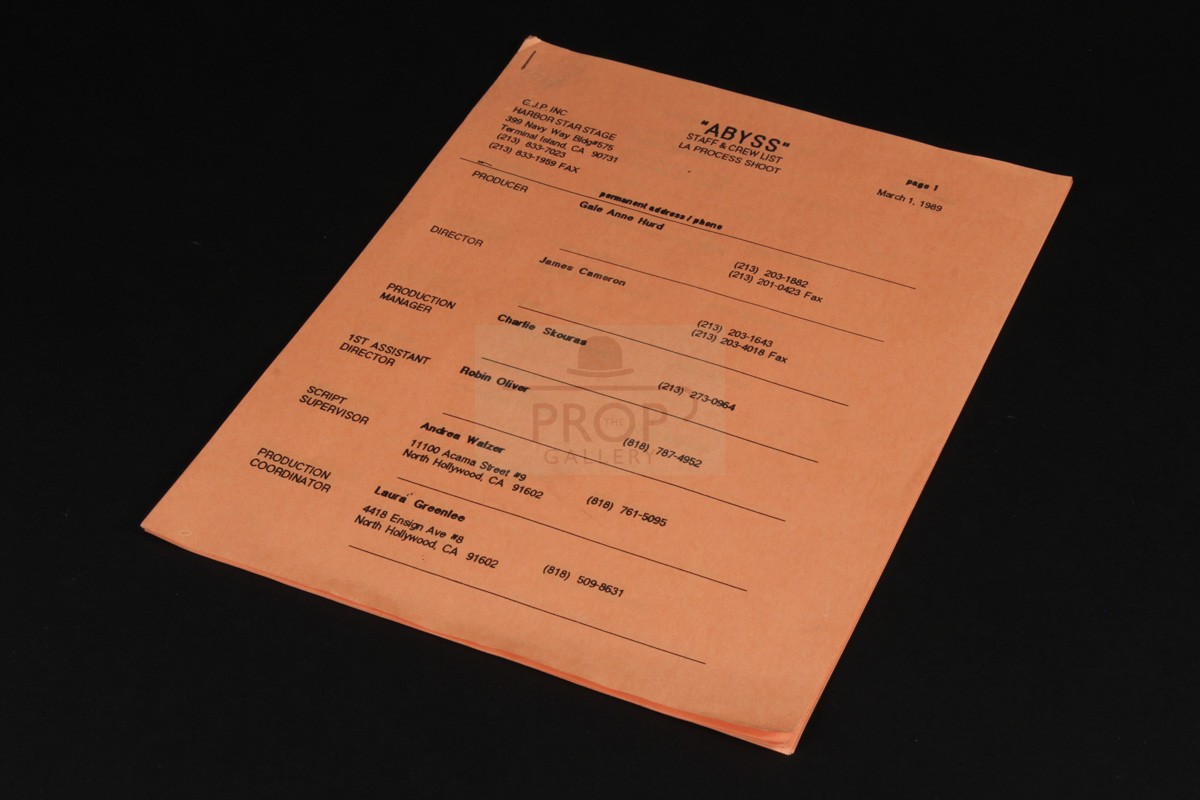 G.J.P. INC
HARBOR STAR STAGE
399 Navy Way Bldg#575
Terminal Island, CA 90731
(213) 833-7023
(213) 833-1959 FAX
"ABYSS"
STAFF & CREW LIST
LA PROCESS SHOOT
page 1
March 1, 1989
permanent address / phone
PRODUCER
Gale Anne Hurd
(213) 203-1882
(213) 201-0423 Fax
DIRECTOR
James Cameron
(213) 203-1643
(213) 203-4018 Fax
PRODUCTION
MANAGER
Charlie Skouras
(213) 273-0964
1ST ASSISTANT
DIRECTOR
Robin Oliver
(818) 787-4952
SCRIPT
SUPERVISOR
Andrea Walzer
11100 Acama Street #9
North Hollywood, CA 91602
(818) 761-5095
PRODUCTION
COORDINATOR
Laura Greenlee
4418 Ensign Ave #8
North Hollywood, CA 91602
(818) 509-8631
THE
PROP
GALLERY